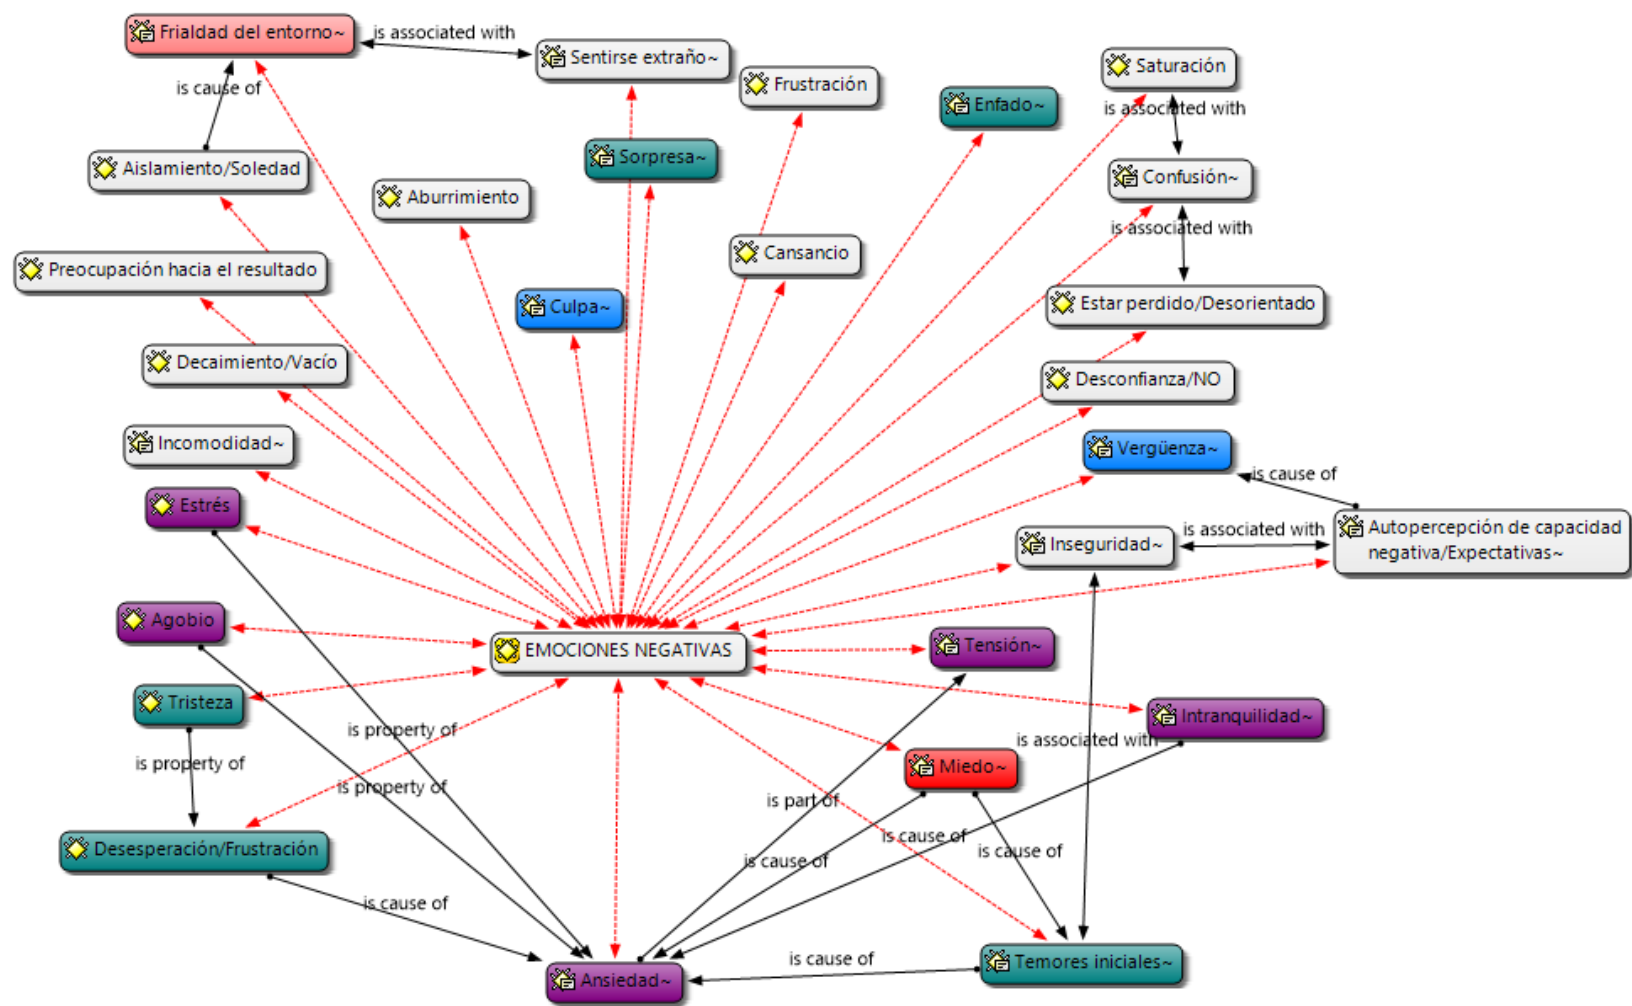 Frialdad del entorno~
is associated with
Sentirse extraño~
Saturación
Frustración
is cause of
Enfado~
is associated with
Sorpresa~
Aislamiento/Soledad
Confusión~
Aburrimiento
is associated with
Cansancio
Preocupación hacia el resultado
Culpa~
Estar perdido/Desorientado
Decaimiento/Vacío
Desconfianza/NO
Incomodidad~
Vergüenza~
is cause of
Estrés
Autopercepción de capacidad
negativa/Expectativas~
is associated with
Inseguridad~
Agobio
EMOCIONES NEGATIVAS
Tensión~
Tristeza
Intranquilidad~
is property of
is associated with
is property of
Miedo~
is property of
is part of
is cause of
Desesperación/Frustración
is cause of
is cause of
is cause of
is cause of
Temores iniciales~
Ansiedad~